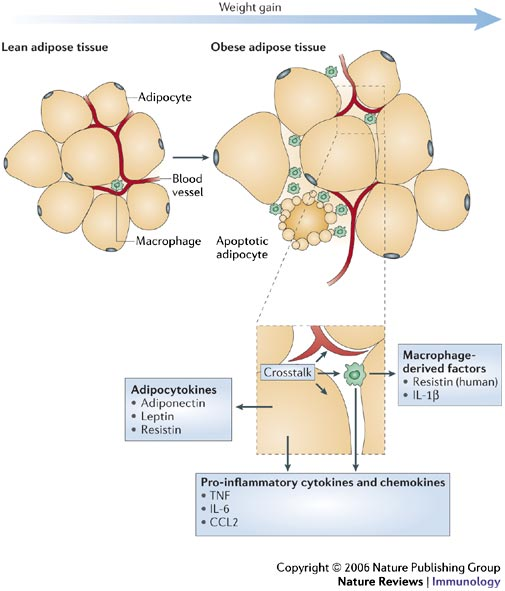 Weight gain
Lean adipose tissue
Obese adipose tissue
Adipocyte
Blood
vessel
Macrophage
Apoptotic
adipocyte
Crosstalk
Macrophage-
derived factors
• Resistin (human)
• IL-1β
Adipocytokines
• Adiponectin
• Leptin
• Resistin
Pro-inflammatory cytokines and chemokines
• TNF
• IL-6
• CCL2
Copyright © 2006 Nature Publishing Group
Nature Reviews | Immunology